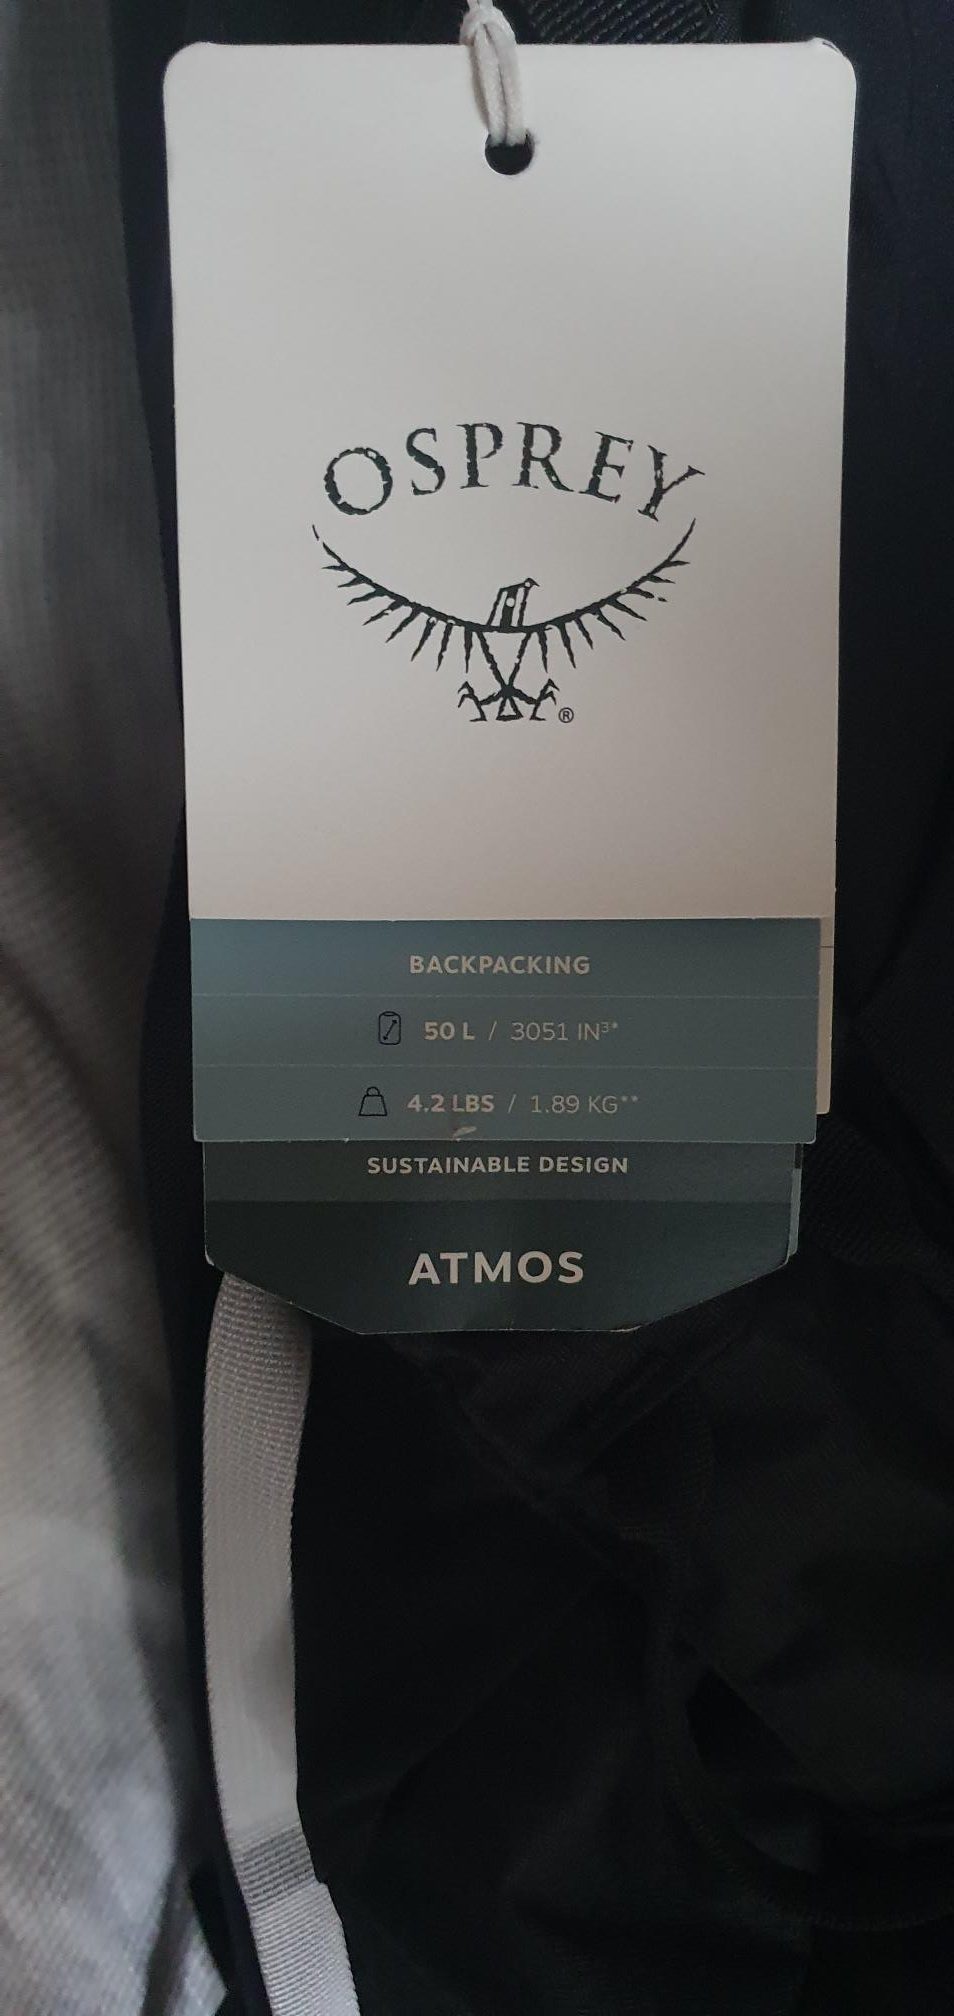 OSPREY
®
BACKPACKING
50 L / 3051 IN³*
4.2 LBS / 1.89 KG**
SUSTAINABLE DESIGN
ATMOS